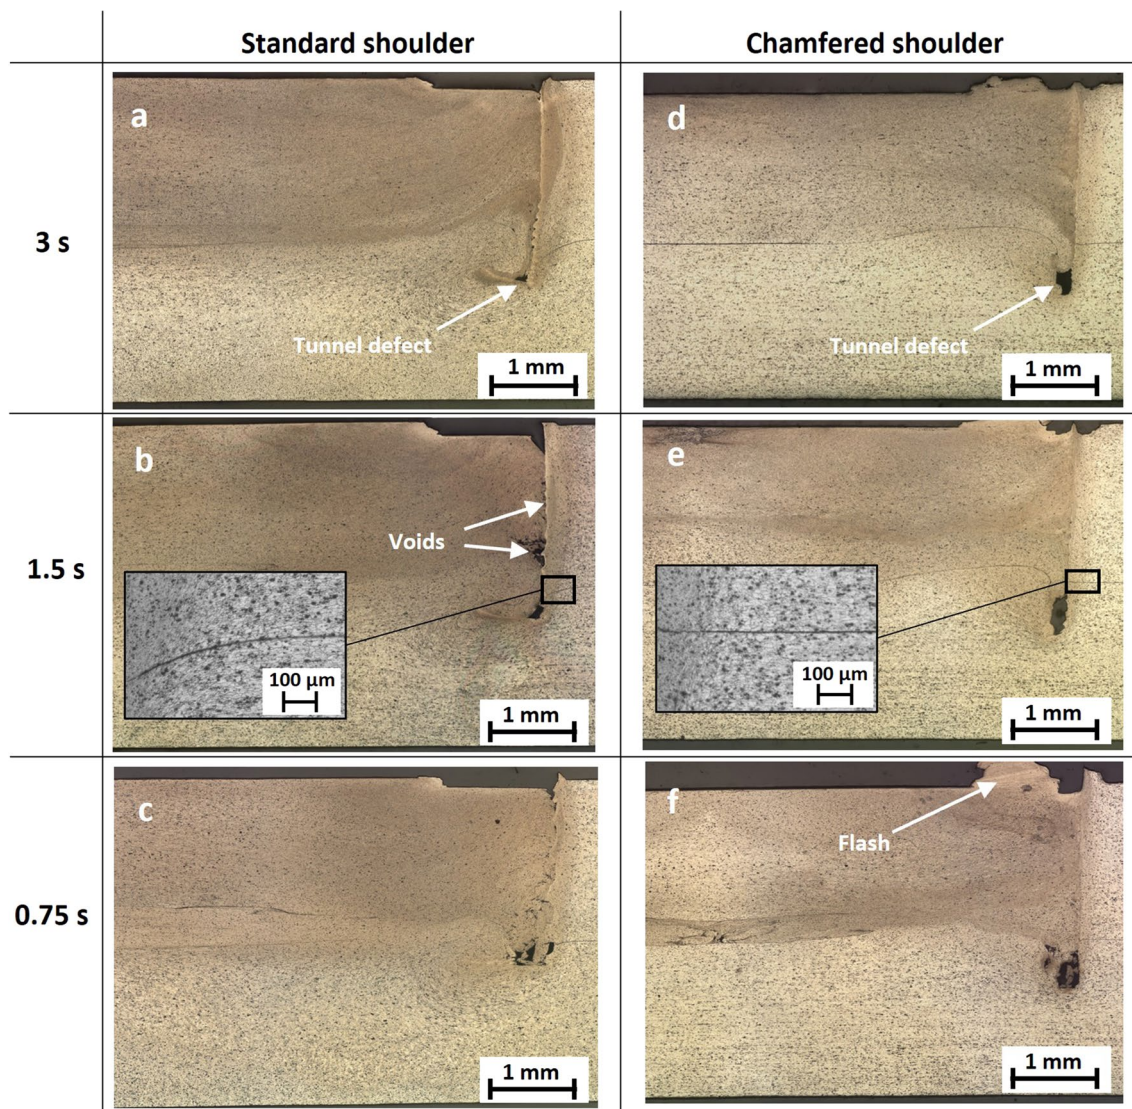 Standard shoulder
Chamfered shoulder
3 s
a
Tunnel defect
1 mm
d
Tunnel defect
1 mm
1.5 s
b
Voids
100 µm
1 mm
e
100 µm
1 mm
0.75 s
c
1 mm
f
Flash
1 mm